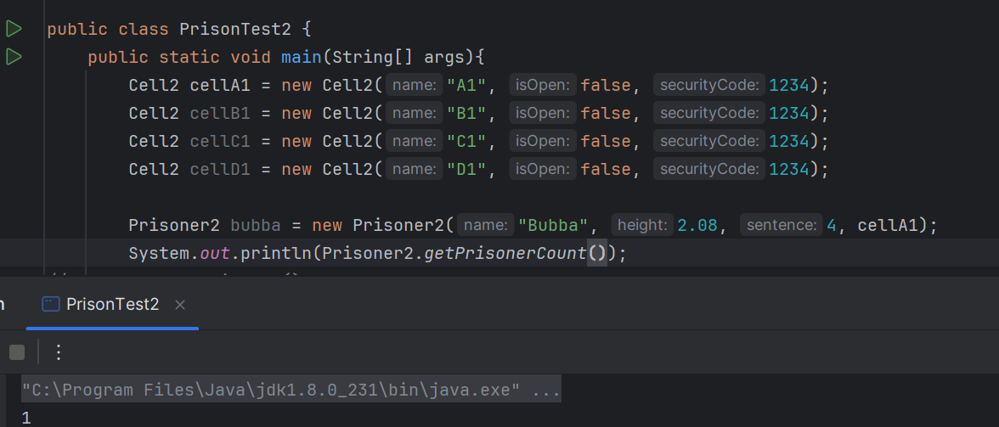 public class PrisonTest2 {
public static void main(String[] args){
Cell2 cellA1 = new Cell2( name: "A1", isOpen: false, securityCode: 1234);
Cell2 cellB1 = new Cell2( name: "B1", isOpen: false, securityCode: 1234);
Cell2 cellC1 = new Cell2( name: "C1", isOpen: false, securityCode: 1234);
Cell2 cellD1 = new Cell2( name: "D1", isOpen: false, securityCode: 1234);
Prisoner2 bubba = new Prisoner2( name: "Bubba", height: 2.08, sentence: 4, cellA1);
System.out.println(Prisoner2.getPrisonerCount());
PrisonTest2 ×
"C:\Program Files\Java\jdk1.8.0_231\bin\java.exe" ...
1